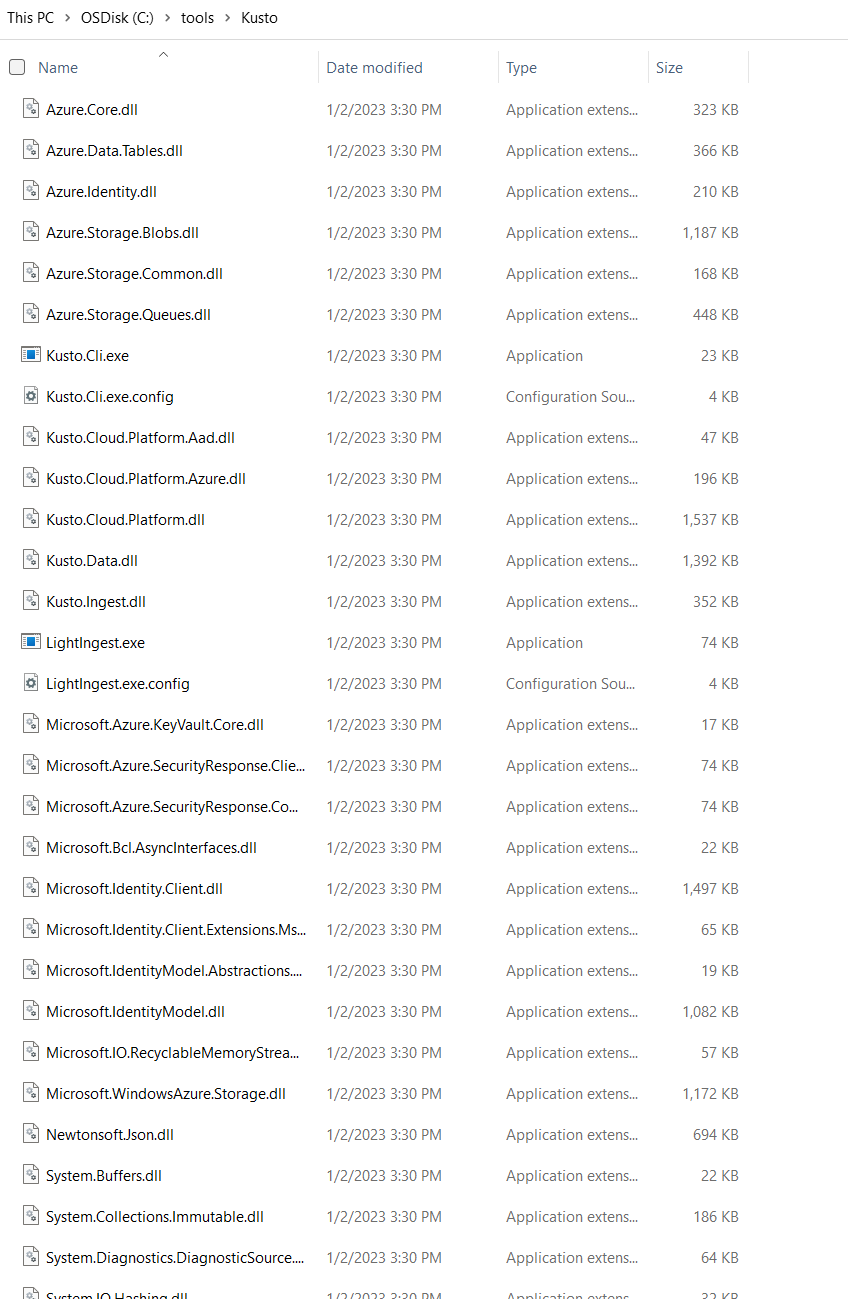 This PC > OSDisk (C:) > tools > Kusto
Name Date modified Type Size
Azure.Core.dll 1/2/2023 3:30 PM Application extens... 323 KB
Azure.Data.Tables.dll 1/2/2023 3:30 PM Application extens... 366 KB
Azure.Identity.dll 1/2/2023 3:30 PM Application extens... 210 KB
Azure.Storage.Blobs.dll 1/2/2023 3:30 PM Application extens... 1,187 KB
Azure.Storage.Common.dll 1/2/2023 3:30 PM Application extens... 168 KB
Azure.Storage.Queues.dll 1/2/2023 3:30 PM Application extens... 448 KB
Kusto.Cli.exe 1/2/2023 3:30 PM Application 23 KB
Kusto.Cli.exe.config 1/2/2023 3:30 PM Configuration Sou... 4 KB
Kusto.Cloud.Platform.Aad.dll 1/2/2023 3:30 PM Application extens... 47 KB
Kusto.Cloud.Platform.Azure.dll 1/2/2023 3:30 PM Application extens... 196 KB
Kusto.Cloud.Platform.dll 1/2/2023 3:30 PM Application extens... 1,537 KB
Kusto.Data.dll 1/2/2023 3:30 PM Application extens... 1,392 KB
Kusto.Ingest.dll 1/2/2023 3:30 PM Application extens... 352 KB
LightIngest.exe 1/2/2023 3:30 PM Application 74 KB
LightIngest.exe.config 1/2/2023 3:30 PM Configuration Sou... 4 KB
Microsoft.Azure.KeyVault.Core.dll 1/2/2023 3:30 PM Application extens... 17 KB
Microsoft.Azure.SecurityResponse.Clie... 1/2/2023 3:30 PM Application extens... 74 KB
Microsoft.Azure.SecurityResponse.Co... 1/2/2023 3:30 PM Application extens... 74 KB
Microsoft.Bcl.AsyncInterfaces.dll 1/2/2023 3:30 PM Application extens... 22 KB
Microsoft.Identity.Client.dll 1/2/2023 3:30 PM Application extens... 1,497 KB
Microsoft.Identity.Client.Extensions.Ms... 1/2/2023 3:30 PM Application extens... 65 KB
Microsoft.IdentityModel.Abstractions.... 1/2/2023 3:30 PM Application extens... 19 KB
Microsoft.IdentityModel.dll 1/2/2023 3:30 PM Application extens... 1,082 KB
Microsoft.IO.RecyclableMemoryStrea... 1/2/2023 3:30 PM Application extens... 57 KB
Microsoft.WindowsAzure.Storage.dll 1/2/2023 3:30 PM Application extens... 1,172 KB
Newtonsoft.Json.dll 1/2/2023 3:30 PM Application extens... 694 KB
System.Buffers.dll 1/2/2023 3:30 PM Application extens... 22 KB
System.Collections.Immutable.dll 1/2/2023 3:30 PM Application extens... 186 KB
System.Diagnostics.DiagnosticSource.... 1/2/2023 3:30 PM Application extens... 64 KB
System.IO.Hashing.dll 1/2/2023 3:30 PM Application extens... 32 KB